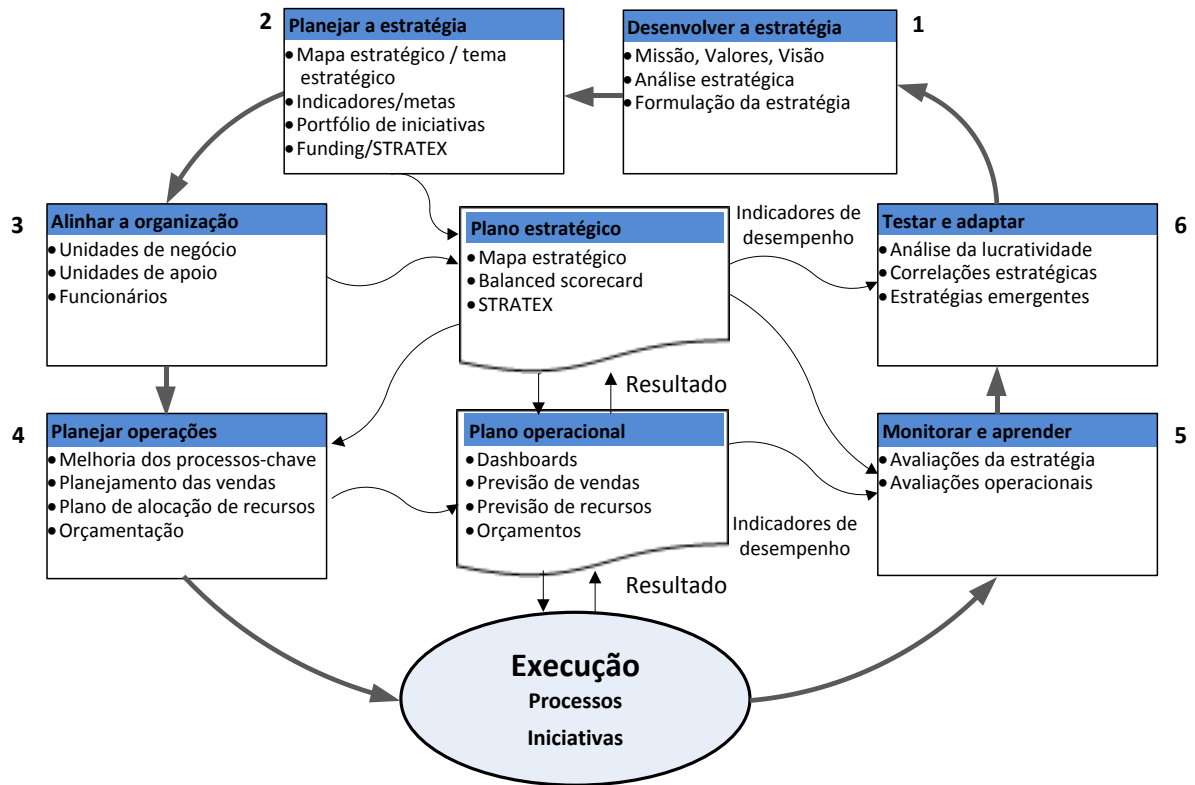 2
Planejar a estratégia
● Mapa estratégico / tema
estratégico
● Indicadores/metas
● Portfólio de iniciativas
● Funding/STRATEX
Desenvolver a estratégia
1
● Missão, Valores, Visão
● Análise estratégica
● Formulação da estratégia
3
Alinhar a organização
● Unidades de negócio
● Unidades de apoio
● Funcionários
Plano estratégico
● Mapa estratégico
● Balanced scorecard
● STRATEX
Indicadores de
desempenho
Testar e adaptar
6
● Análise da lucratividade
● Correlações estratégicas
● Estratégias emergentes
Resultado
4
Planejar operações
● Melhoria dos processos-chave
● Planejamento das vendas
● Plano de alocação de recursos
● Orçamentação
Plano operacional
● Dashboards
● Previsão de vendas
● Previsão de recursos
● Orçamentos
Indicadores de
desempenho
Monitorar e aprender
5
● Avaliações da estratégia
● Avaliações operacionais
Resultado
Execução
Processos
Iniciativas